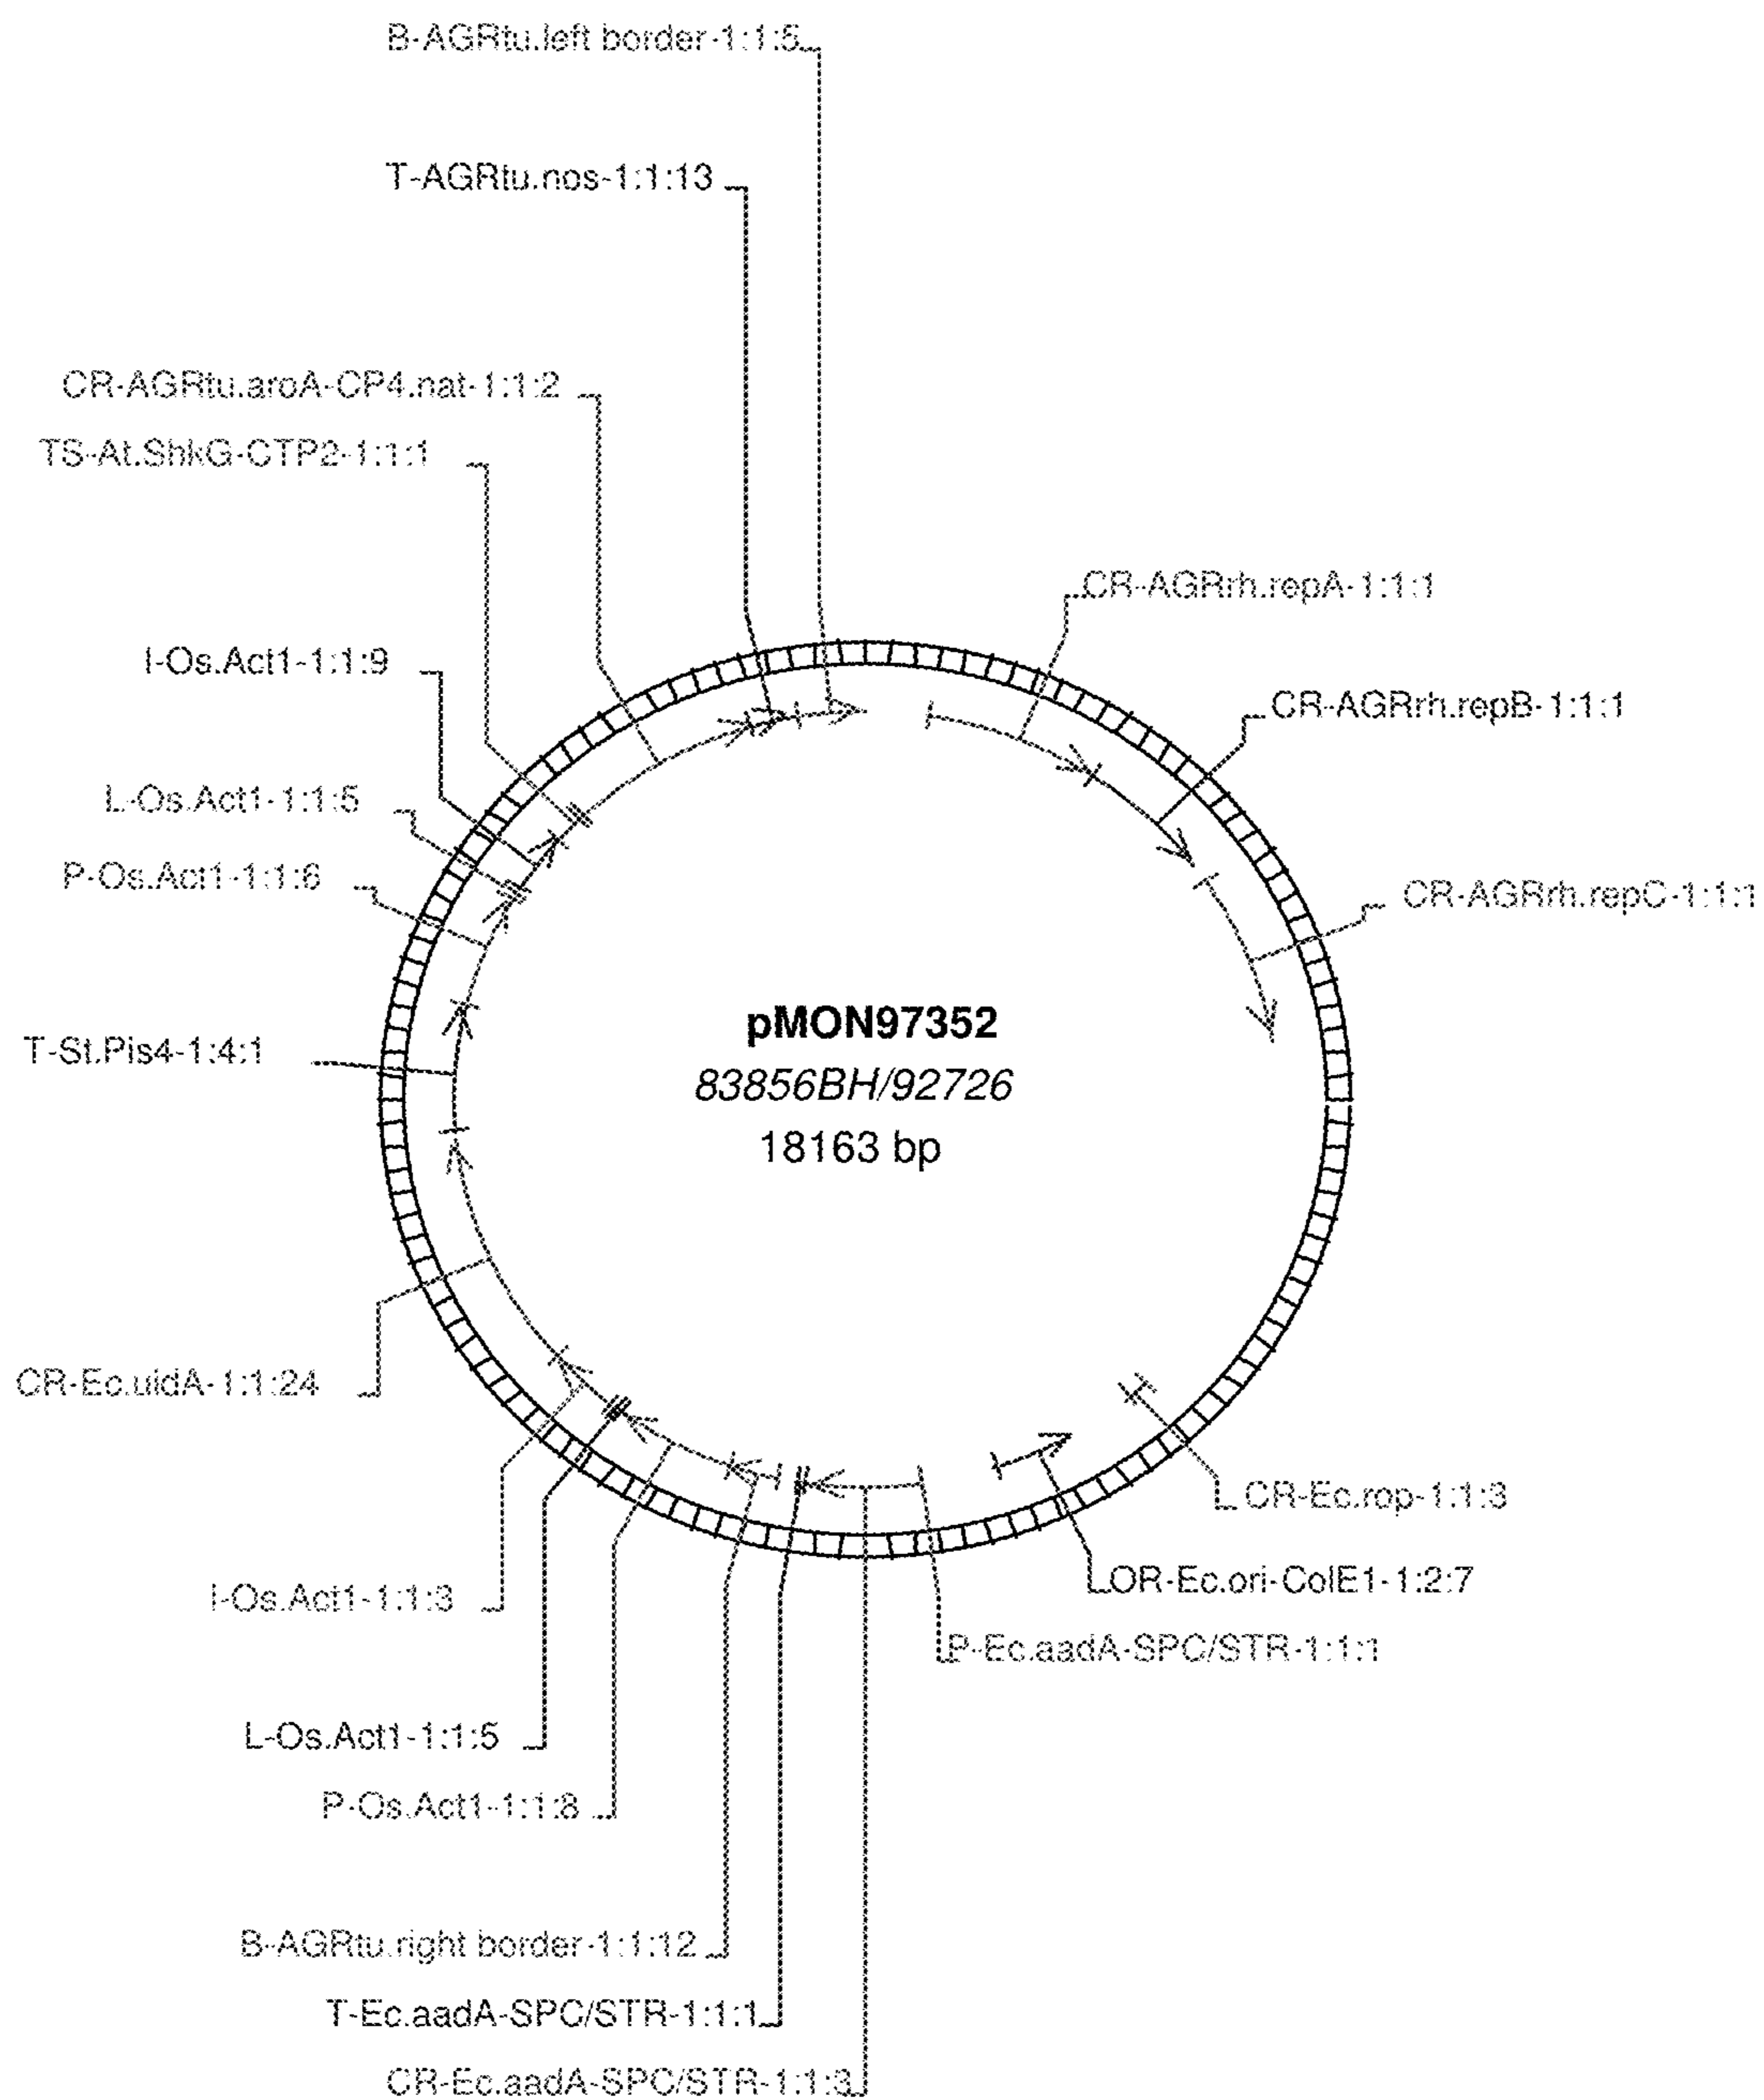 B-AGRtu.left border-1:1:5
T-AGRtu.nos-1:1:13
CR-AGRtu.aroA-CP4.nat-1:1:2
TS-At.ShkG-CTP2-1:1:1
CR-AGRrh.repA-1:1:1
I-Os.Act1-1:1:9
CR-AGRrh.repB-1:1:1
L-Os.Act1-1:1:5
P-Os.Act1-1:1:6
CR-AGRrh.repC-1:1:1
pMON97352
T-St.Pis4-1:4:1
83856BH/92726
18163 bp
CR-Ec.uidA-1:1:24
CR-Ec.rop-1:1:3
OR-Ec.ori-ColE1-1:2:7
I-Os.Act1-1:1:3
P-Ec.aadA-SPC/STR-1:1:1
L-Os.Act1-1:1:5
P-Os.Act1-1:1:8
B-AGRtu.right border-1:1:12
T-Ec.aadA-SPC/STR-1:1:1
CR-Ec.aadA-SPC/STR-1:1:3